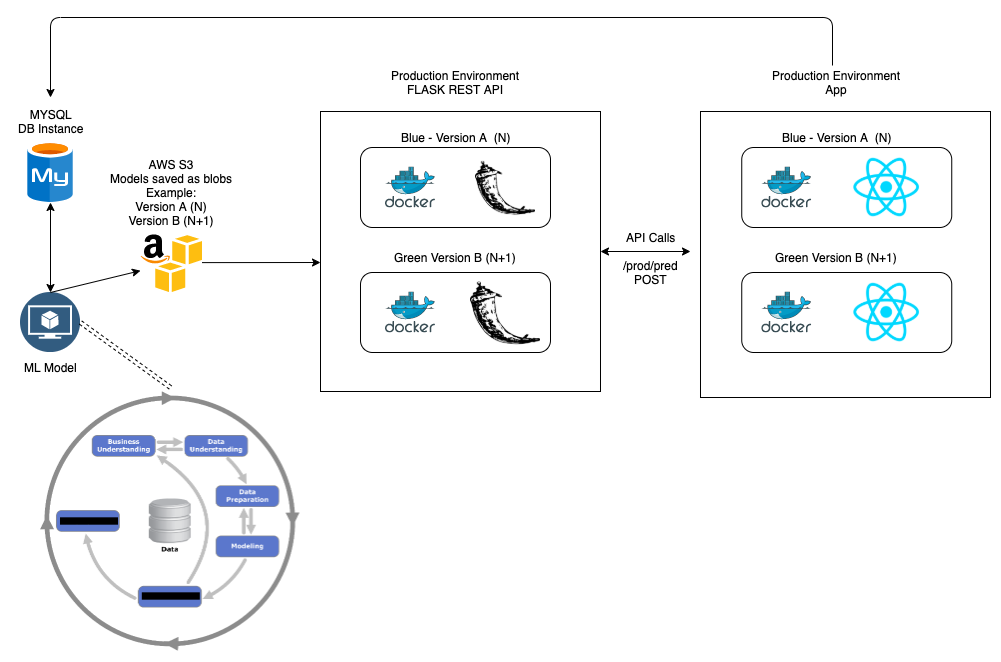 Production Environment
FLASK REST API
Production Environment
App
MYSQL
DB Instance
My
AWS S3
Models saved as blobs
Example:
Version A (N)
Version B (N+1)
a
Blue - Version A (N)
docker
Green Version B (N+1)
docker
API Calls
/prod/pred
POST
Blue - Version A (N)
docker
Green Version B (N+1)
docker
ML Model
Business
Understanding
Data
Understanding
Data
Preparation
Modeling
Data